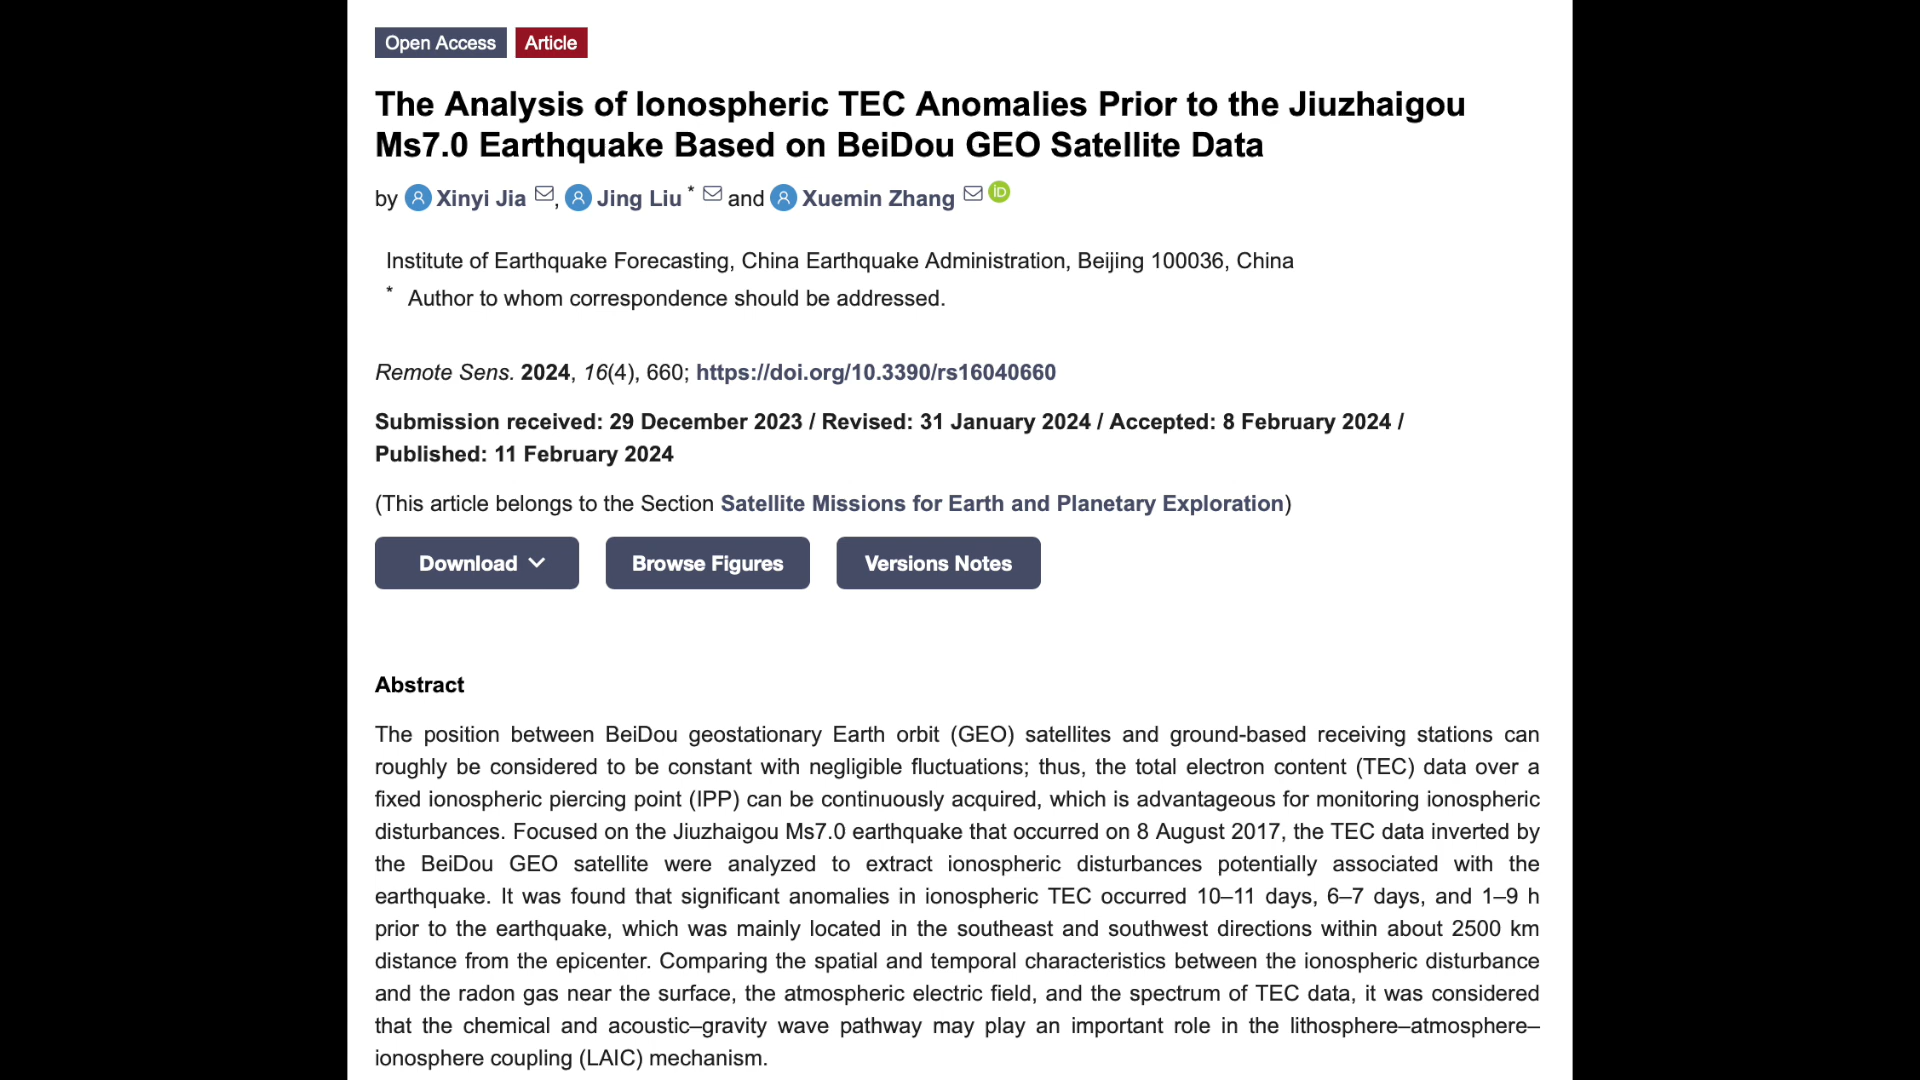 Open Access Article
The Analysis of Ionospheric TEC Anomalies Prior to the Jiuzhaigou
Ms7.0 Earthquake Based on BeiDou GEO Satellite Data
by Xinyi Jia, Jing Liu * and Xuemin Zhang iD
Institute of Earthquake Forecasting, China Earthquake Administration, Beijing 100036, China
* Author to whom correspondence should be addressed.
Remote Sens. 2024, 16(4), 660; https://doi.org/10.3390/rs16040660
Submission received: 29 December 2023 / Revised: 31 January 2024 / Accepted: 8 February 2024 /
Published: 11 February 2024
(This article belongs to the Section Satellite Missions for Earth and Planetary Exploration)
Download Browse Figures Versions Notes
Abstract
The position between BeiDou geostationary Earth orbit (GEO) satellites and ground-based receiving stations can
roughly be considered to be constant with negligible fluctuations; thus, the total electron content (TEC) data over a
fixed ionospheric piercing point (IPP) can be continuously acquired, which is advantageous for monitoring ionospheric
disturbances. Focused on the Jiuzhaigou Ms7.0 earthquake that occurred on 8 August 2017, the TEC data inverted by
the BeiDou GEO satellite were analyzed to extract ionospheric disturbances potentially associated with the
earthquake. It was found that significant anomalies in ionospheric TEC occurred 10–11 days, 6–7 days, and 1–9 h
prior to the earthquake, which was mainly located in the southeast and southwest directions within about 2500 km
distance from the epicenter. Comparing the spatial and temporal characteristics between the ionospheric disturbance
and the radon gas near the surface, the atmospheric electric field, and the spectrum of TEC data, it was considered
that the chemical and acoustic–gravity wave pathway may play an important role in the lithosphere–atmosphere–
ionosphere coupling (LAIC) mechanism.